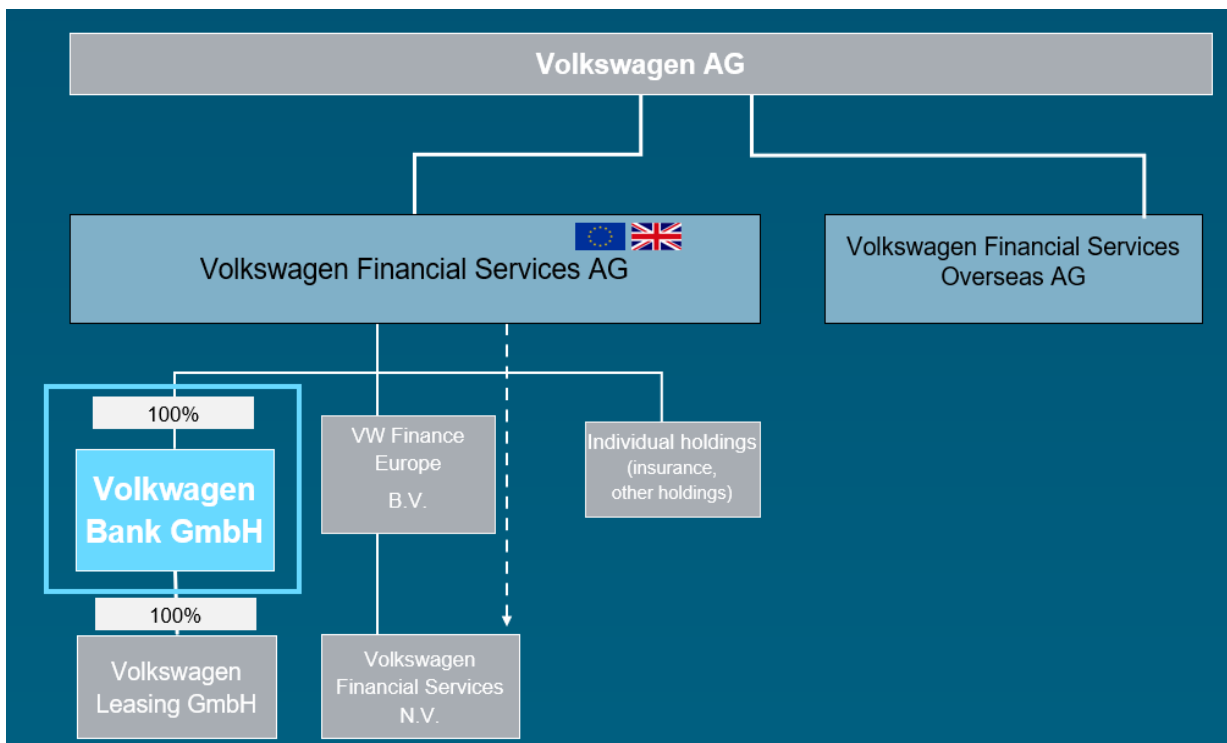 Volkswagen AG
Volkswagen Financial Services AG
Volkswagen Financial Services
Overseas AG
100%
Volkwagen
Bank GmbH
100%
Volkswagen
Leasing GmbH
VW Finance
Europe
B.V.
Volkswagen
Financial Services
N.V.
Individual holdings
(insurance,
other holdings)